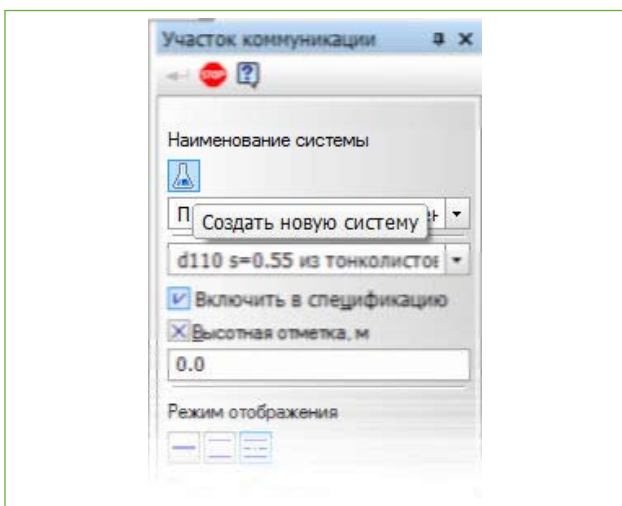 Участок коммуникации
STOP
Наименование системы
П
Создать новую систему
d110 s=0.55 из тонколистов
Включить в спецификацию
Высотная отметка, м
0.0
Режим отображения